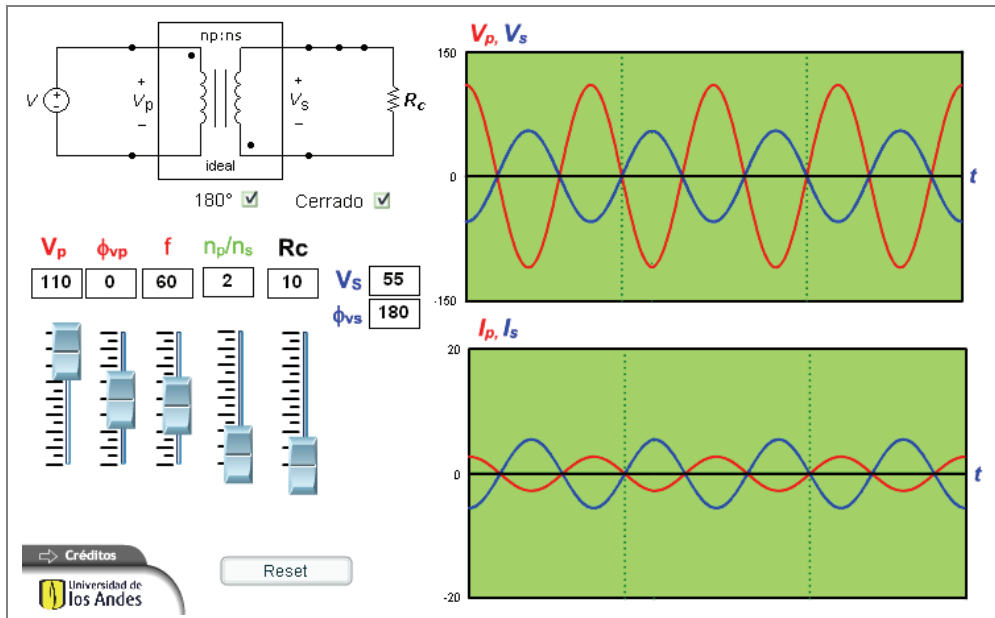 np:ns
V
+
−
+
Vp
−
+
Vs
−
Rc
ideal
180° Cerrado
Vp ϕvp f np/ns Rc
110 0 60 2 10
Vs 55
ϕvs 180
Créditos
Universidad de
los Andes
Reset
Vp, Vs
150
0
t
-150
Ip, Is
20
0
t
-20